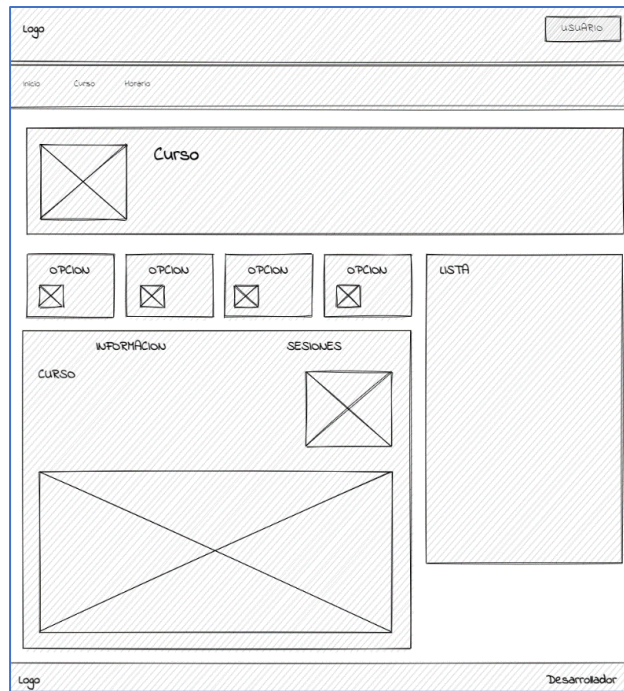 Logo
USUARIO
Inicio Curso Horario
Curso
OPCION OPCION OPCION OPCION
LISTA
INFORMACION SESIONES
CURSO
Logo
Desarrollador